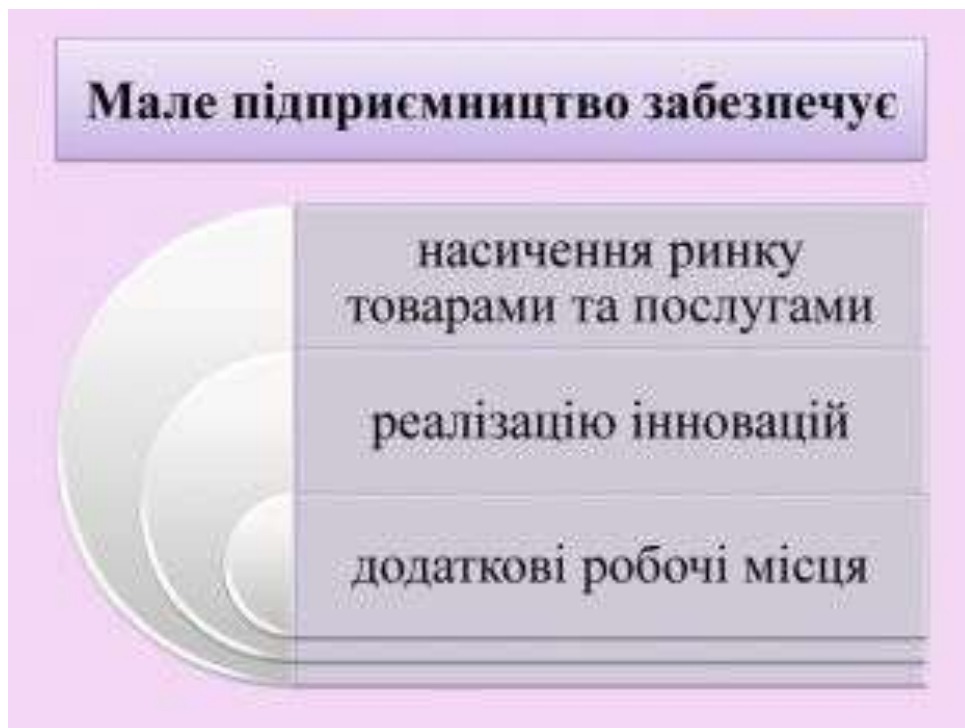 Мале підприємництво забезпечує
насичення ринку
товарами та послугами
реалізацію інновацій
додаткові робочі місця